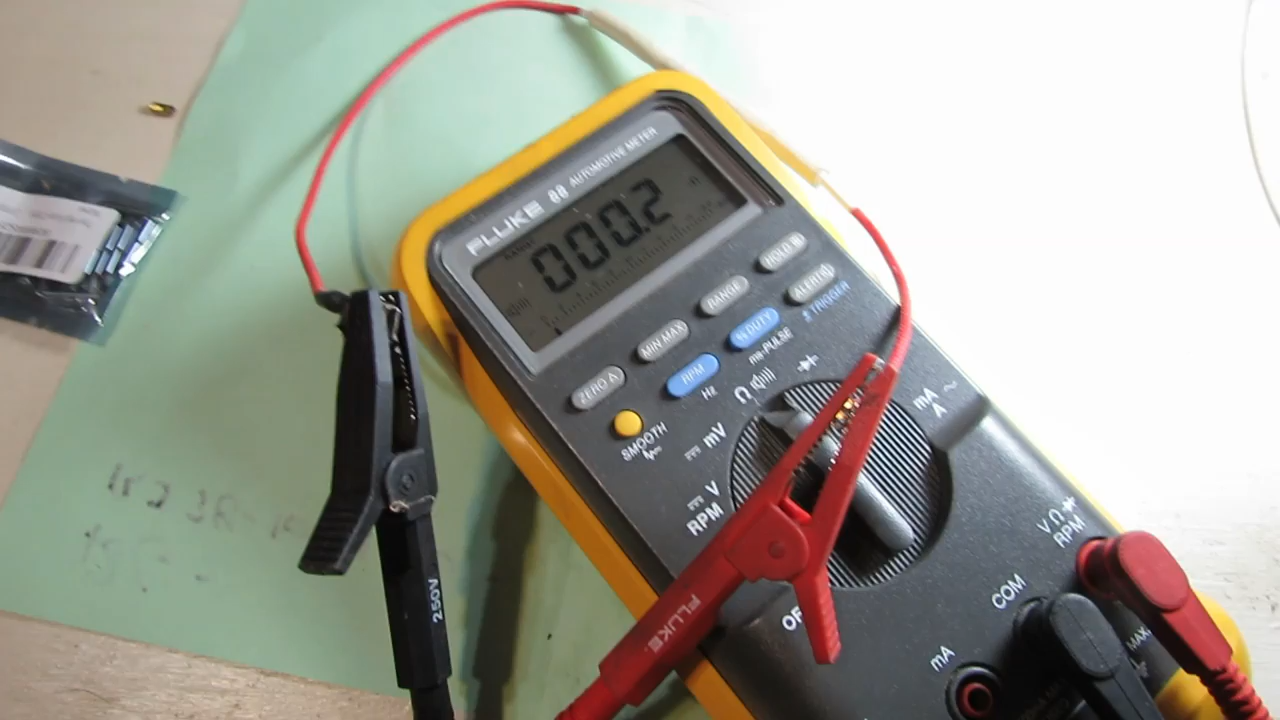 FLUKE 88 AUTOMOTIVE METER
000.2
HOLD
RANGE
ALERT
MIN MAX
% DUTY
TRIGGER
ZERO
RPM
ms-PULSE
Hz
Ω
SMOOTH
mV
mA
A
V
RPM
V Ω
RPM
COM
mA
FLUKE
250V